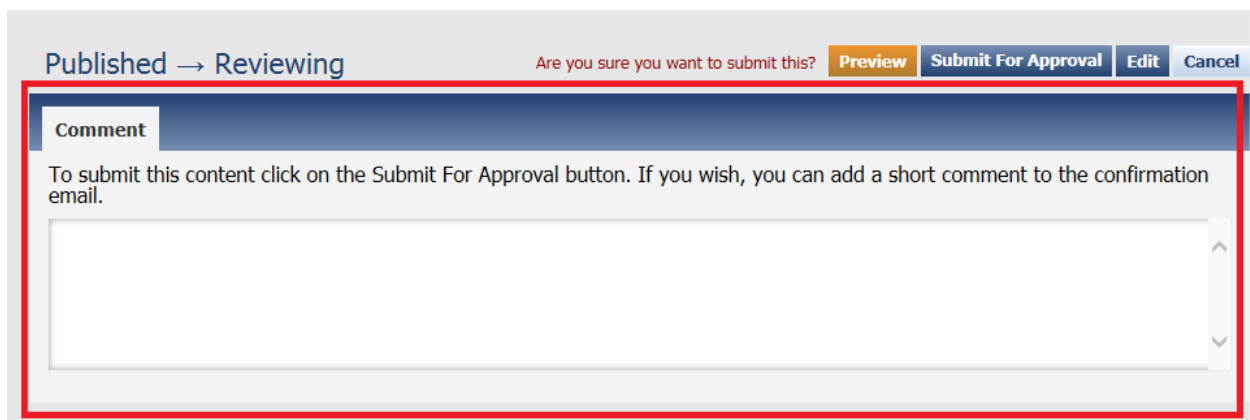 Published → Reviewing
Are you sure you want to submit this? Preview Submit For Approval Edit Cancel
Comment
To submit this content click on the Submit For Approval button. If you wish, you can add a short comment to the confirmation
email.